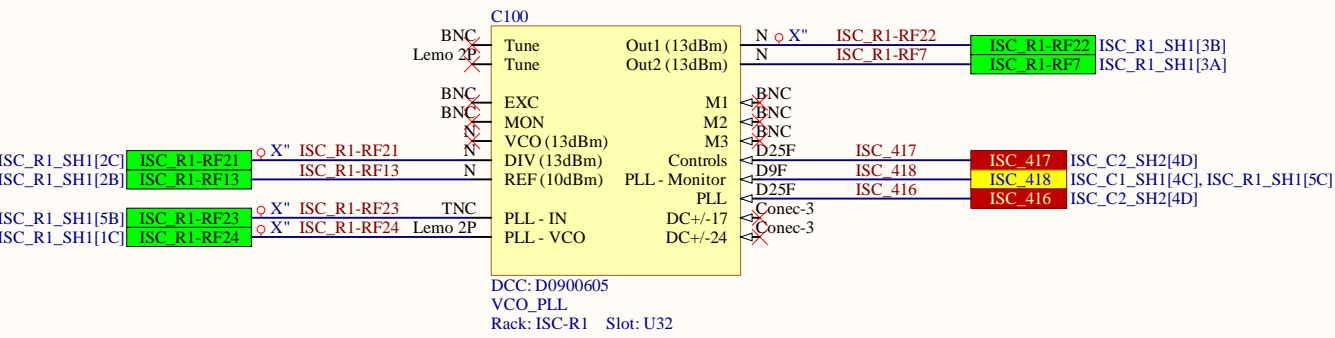 C100
BNC Tune Out1 (13dBm) N X" ISC_R1-RF22 ISC_R1-RF22 ISC_R1_SH1[3B]
Lemo 2P Tune Out2 (13dBm) N ISC_R1-RF7 ISC_R1-RF7 ISC_R1_SH1[3A]
BNC EXC M1 BNC
BNC MON M2 BNC
N VCO (13dBm) M3 BNC
ISC_R1_SH1[2C] ISC_R1-RF21 X" ISC_R1-RF21 N DIV (13dBm) Controls D25F ISC_417 ISC_417 ISC_C2_SH2[4D]
ISC_R1_SH1[2B] ISC_R1-RF13 ISC_R1-RF13 N REF (10dBm) PLL - Monitor D9F ISC_418 ISC_418 ISC_C1_SH1[4C], ISC_R1_SH1[5C]
PLL D25F ISC_416 ISC_416 ISC_C2_SH2[4D]
ISC_R1_SH1[5B] ISC_R1-RF23 X" ISC_R1-RF23 TNC PLL - IN DC+/-17 Conec-3
ISC_R1_SH1[1C] ISC_R1-RF24 X" ISC_R1-RF24 Lemo 2P PLL - VCO DC+/-24 Conec-3
DCC: D0900605
VCO_PLL
Rack: ISC-R1 Slot: U32